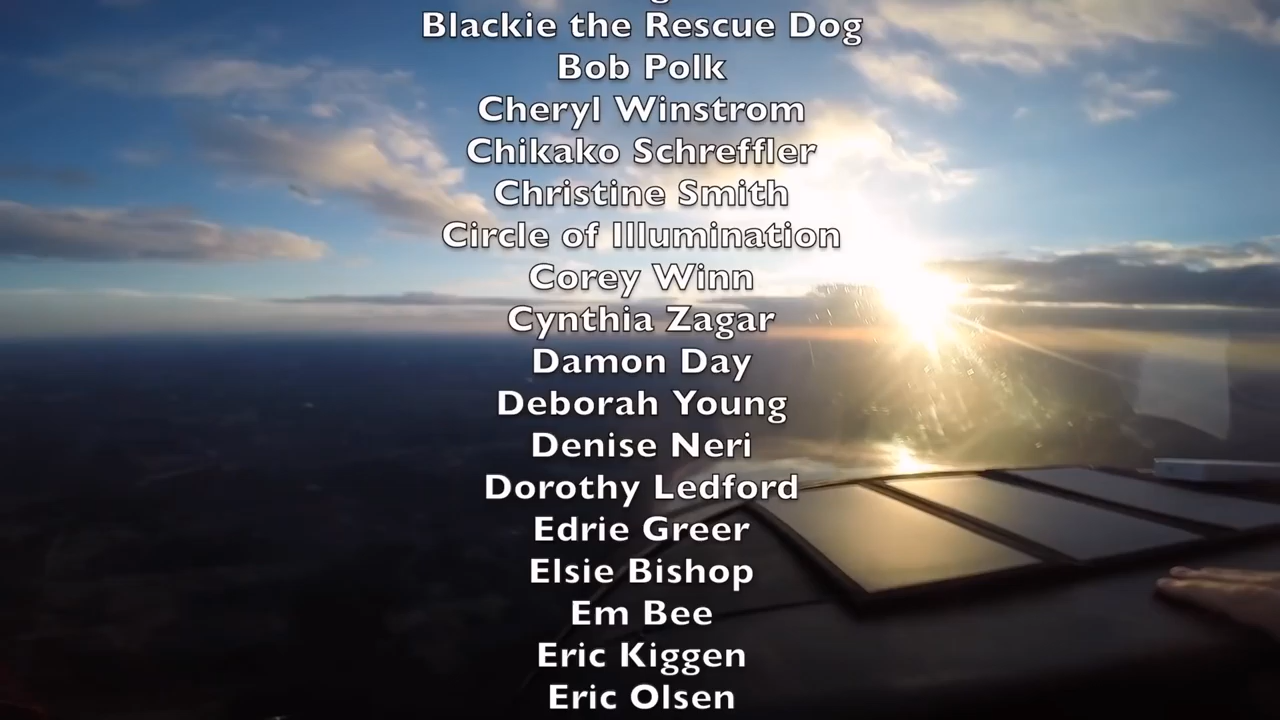 Blackie the Rescue Dog
Bob Polk
Cheryl Winstrom
Chikako Schreffler
Christine Smith
Circle of Illumination
Corey Winn
Cynthia Zagar
Damon Day
Deborah Young
Denise Neri
Dorothy Ledford
Edrie Greer
Elsie Bishop
Em Bee
Eric Kiggen
Eric Olsen